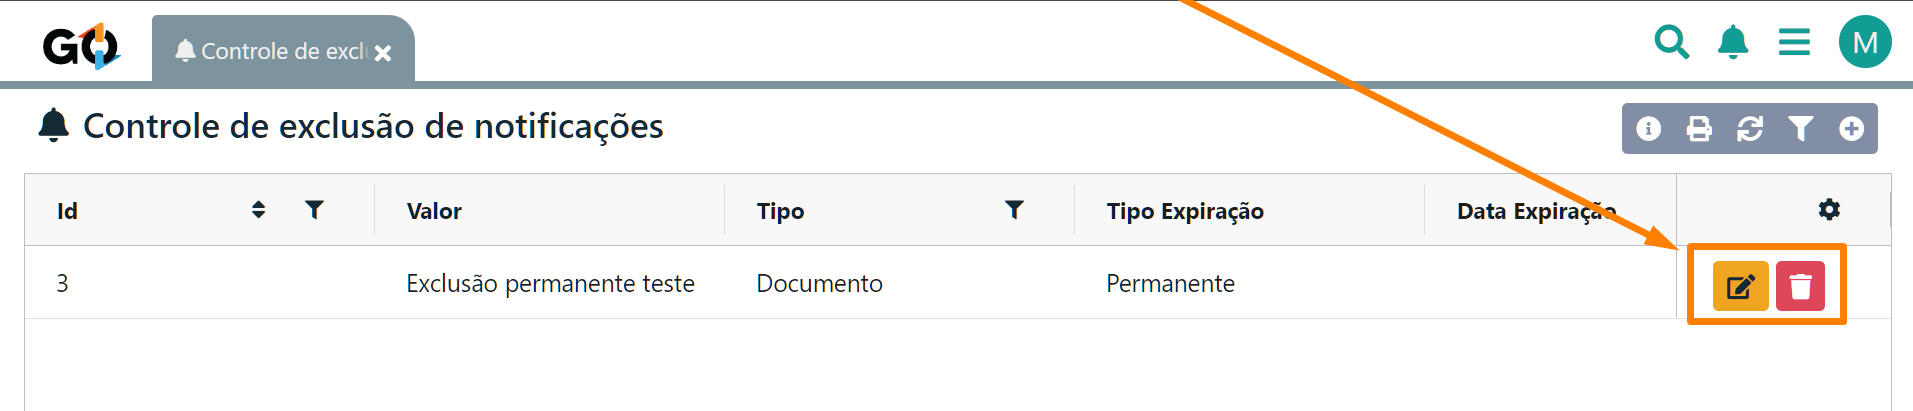 GO
Controle de excl
M
Controle de exclusão de notificações
Id Valor Tipo Tipo Expiração Data Expiração
3 Exclusão permanente teste Documento Permanente